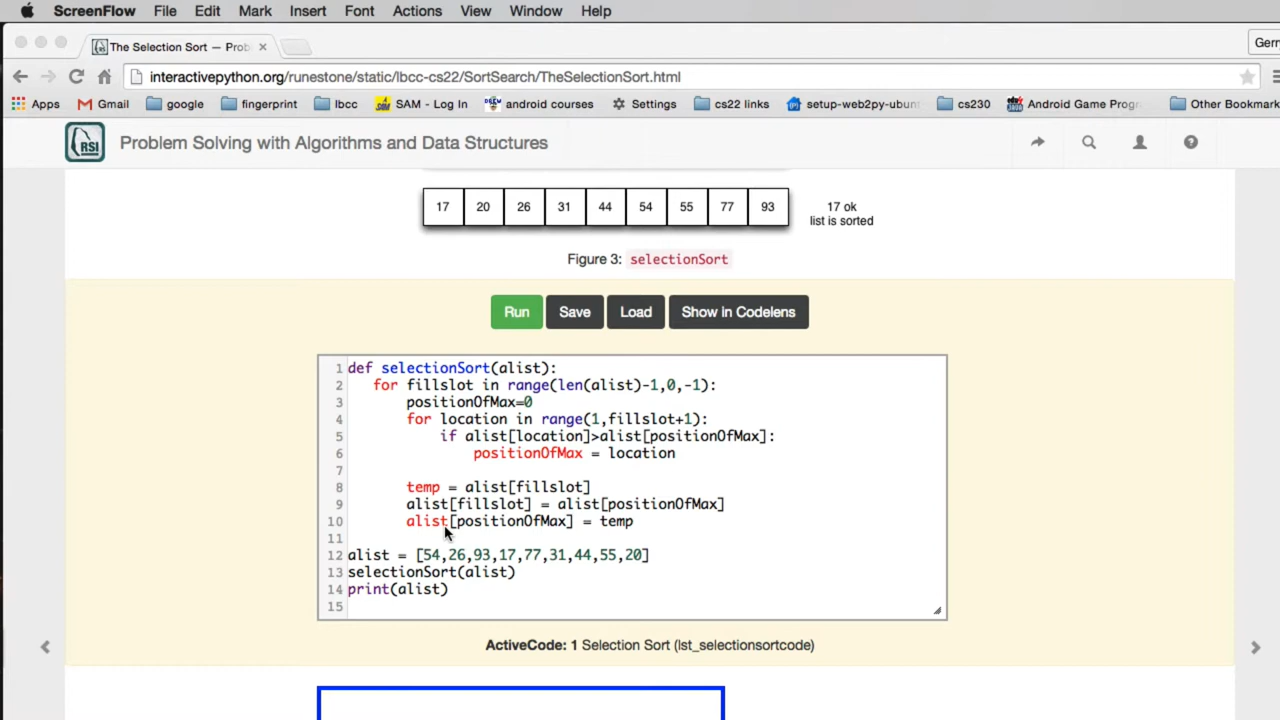 ScreenFlow File Edit Mark Insert Font Actions View Window Help
The Selection Sort — Prob
Gerr
interactivepython.org/runestone/static/lbcc-cs22/SortSearch/TheSelectionSort.html
Apps Gmail google fingerprint lbcc SAM - Log In android courses Settings cs22 links setup-web2py-ubun cs230 Android Game Progr Other Bookmark
RSI Problem Solving with Algorithms and Data Structures
17 20 26 31 44 54 55 77 93 17 ok
list is sorted
Figure 3: selectionSort
Run Save Load Show in Codelens
1 def selectionSort(alist):
2 for fillslot in range(len(alist)-1,0,-1):
3 positionOfMax=0
4 for location in range(1,fillslot+1):
5 if alist[location]>alist[positionOfMax]:
6 positionOfMax = location
7
8 temp = alist[fillslot]
9 alist[fillslot] = alist[positionOfMax]
10 alist[positionOfMax] = temp
11
12 alist = [54,26,93,17,77,31,44,55,20]
13 selectionSort(alist)
14 print(alist)
15
ActiveCode: 1 Selection Sort (lst_selectionsortcode)